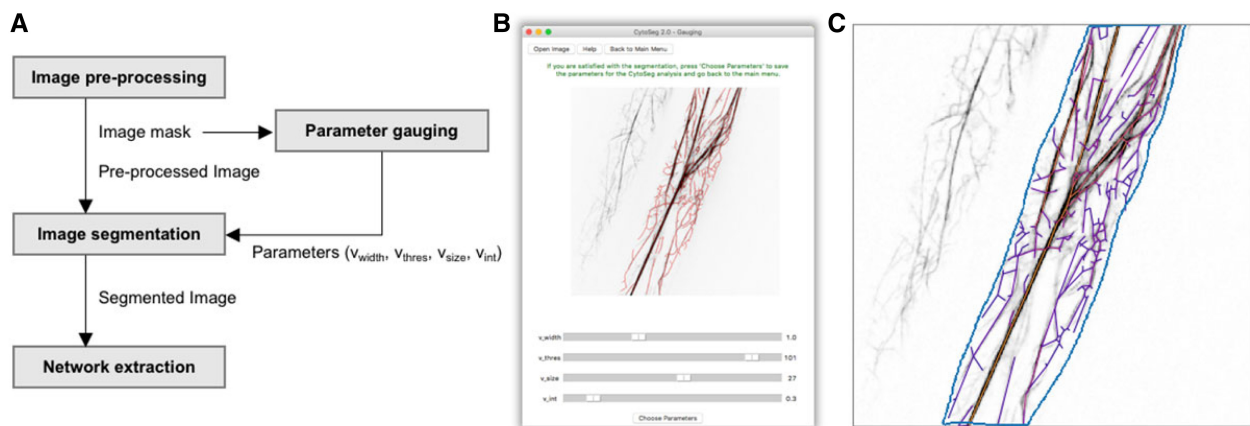 A
Image pre-processing
Image mask
Parameter gauging
Pre-processed Image
Image segmentation
Parameters (v_width, v_thres, v_size, v_int)
Segmented Image
Network extraction
B
CytoSeg 2.0 - Gauging
Open Image
Help
Back to Main Menu
If you are satisfied with the segmentation, press 'Choose Parameters' to save
the parameters for the CytoSeg analysis and go back to the main menu.
v_width
1.0
v_thres
101
v_size
27
v_int
0.3
Choose Parameters
C